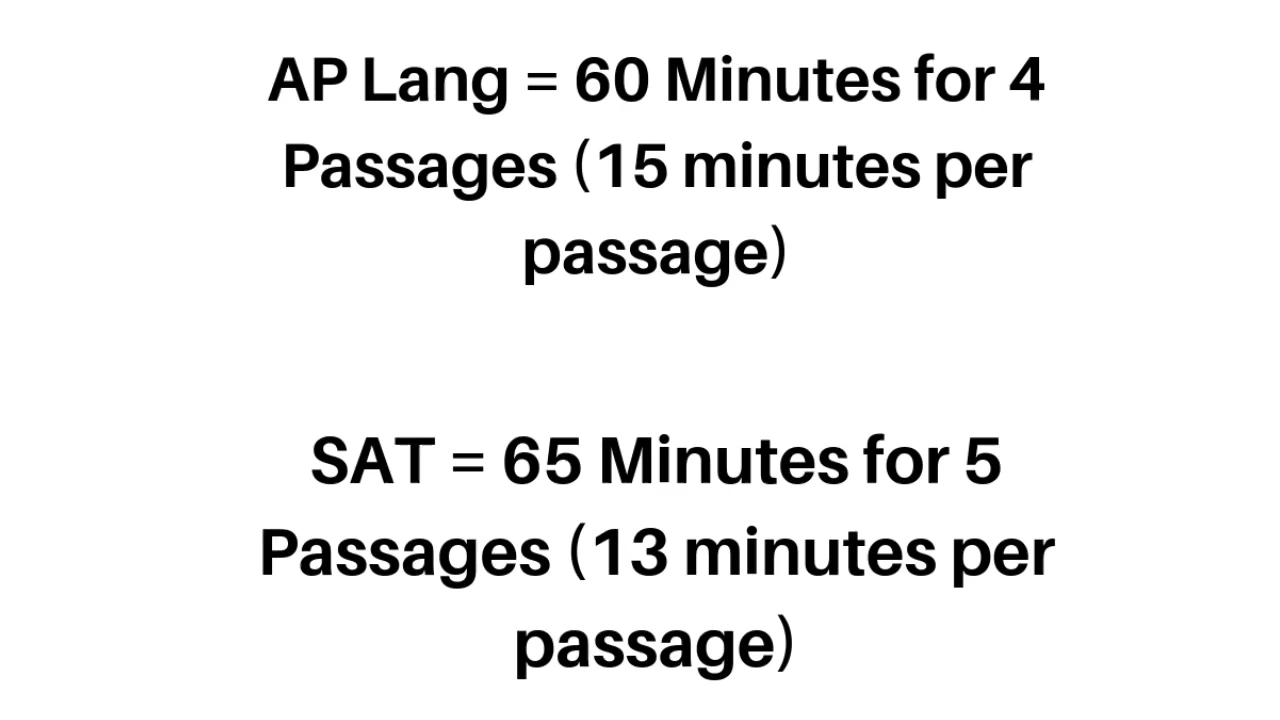 AP Lang = 60 Minutes for 4
Passages (15 minutes per
passage)
SAT = 65 Minutes for 5
Passages (13 minutes per
passage)